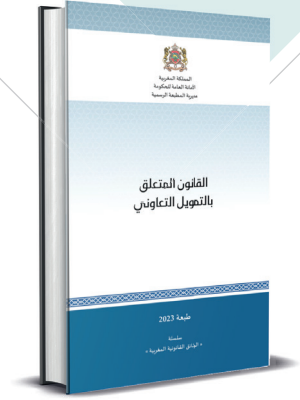 المملكة المغربية
الأمانة العامة للحكومة
مديرية المطبعة الرسمية
القانون المتعلق
بالتمويل التعاوني
طبعة 2023
سلسلة
« الوثائق القانونية المغربية »